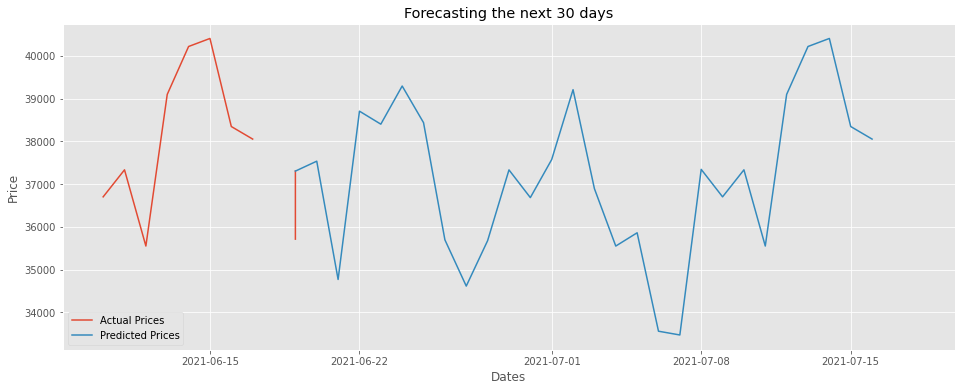 Forecasting the next 30 days
Price
40000
39000
38000
37000
36000
35000
34000
Actual Prices
Predicted Prices
2021-06-15
2021-06-22
2021-07-01
2021-07-08
2021-07-15
Dates